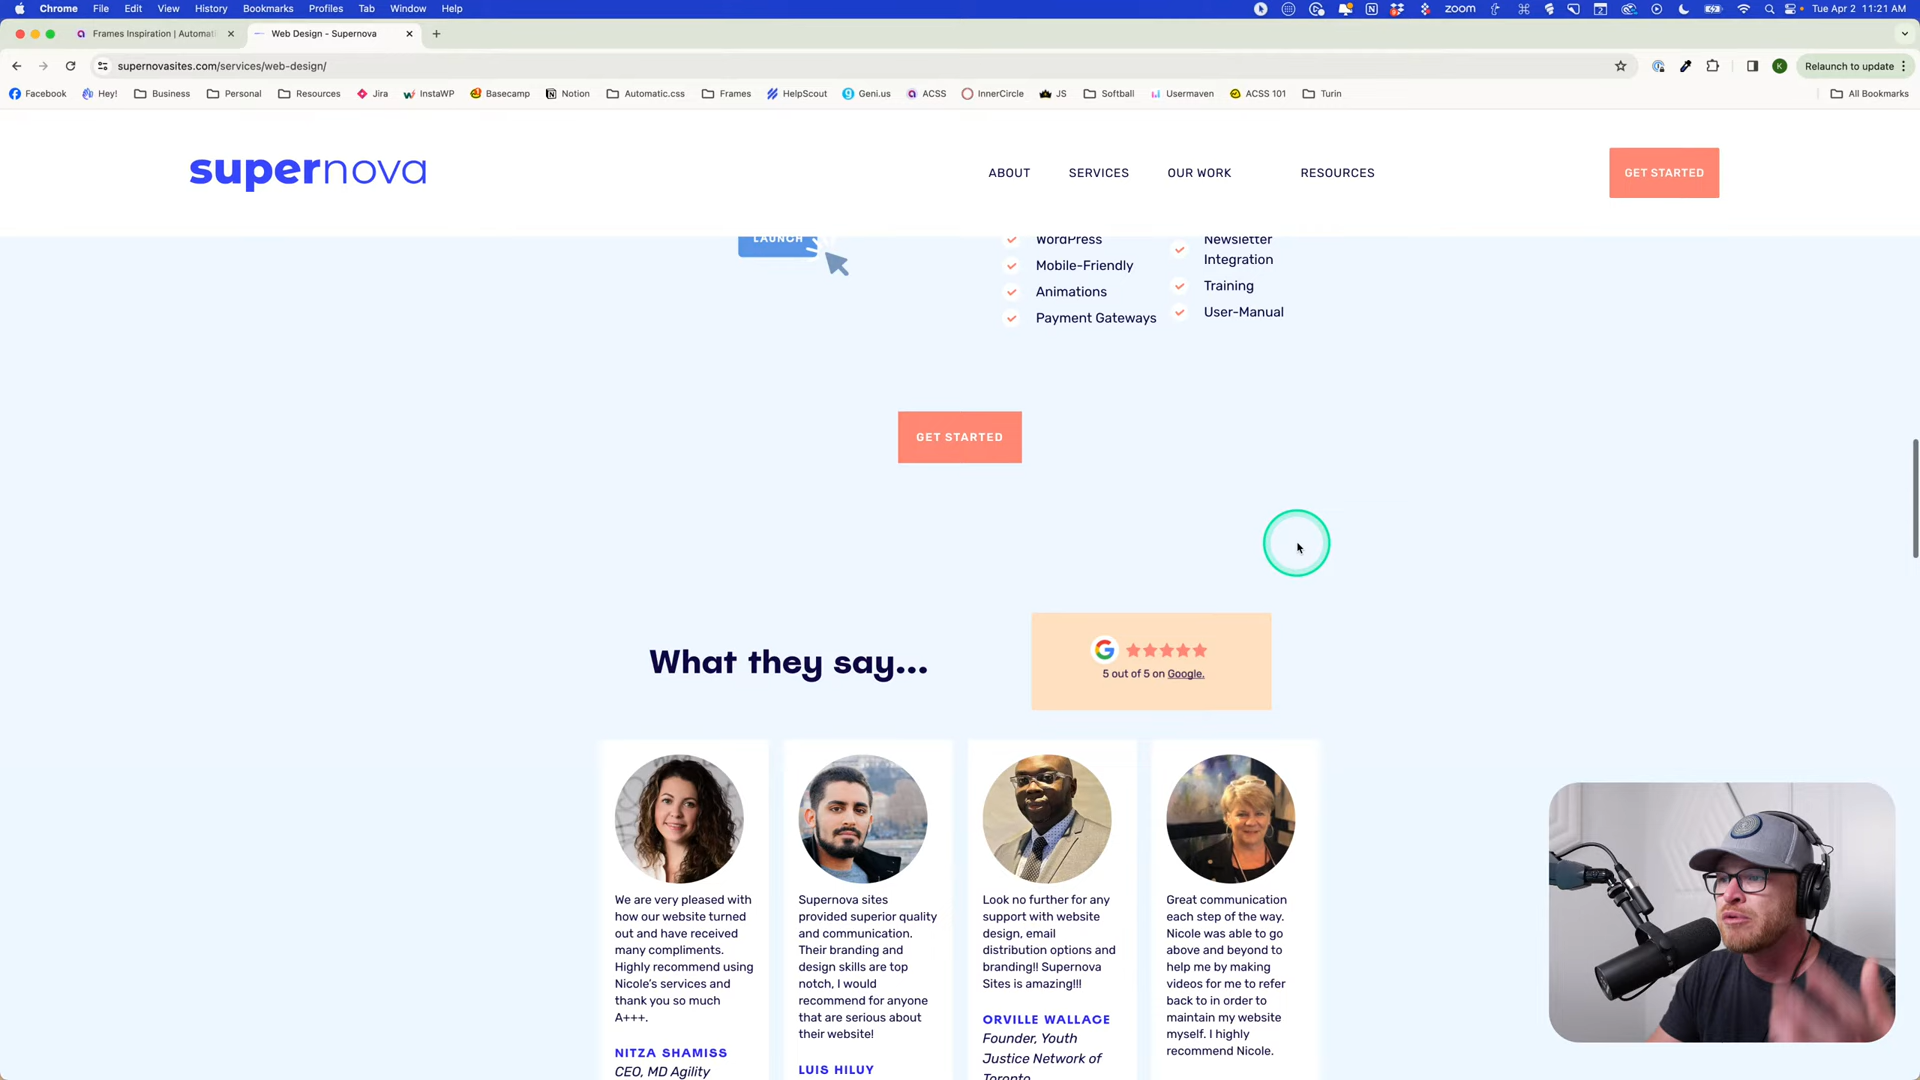 Chrome File Edit View History Bookmarks Profiles Tab Window Help zoom Tue Apr 2 11:21 AM
Frames Inspiration | Automat Web Design - Supernova
supernovasites.com/services/web-design/ Relaunch to update
Facebook Hey! Business Personal Resources Jira InstaWP Basecamp Notion Automatic.css Frames HelpScout Geni.us ACSS InnerCircle JS Softball Usermaven ACSS 101 Turin All Bookmarks
supernova ABOUT SERVICES OUR WORK RESOURCES GET STARTED
LAUNCH
WordPress
Mobile-Friendly
Animations
Payment Gateways
Newsletter
Integration
Training
User-Manual
GET STARTED
What they say...
5 out of 5 on Google.
We are very pleased with
how our website turned
out and have received
many compliments.
Highly recommend using
Nicole's services and
thank you so much
A+++.
NITZA SHAMISS
CEO, MD Agility
Supernova sites
provided superior quality
and communication.
Their branding and
design skills are top
notch, I would
recommend for anyone
that are serious about
their website!
LUIS HILUY
Look no further for any
support with website
design, email
distribution options and
branding!! Supernova
Sites is amazing!!!
ORVILLE WALLACE
Founder, Youth
Justice Network of
Toronto
Great communication
each step of the way.
Nicole was able to go
above and beyond to
help me by making
videos for me to refer
back to in order to
maintain my website
myself. I highly
recommend Nicole.